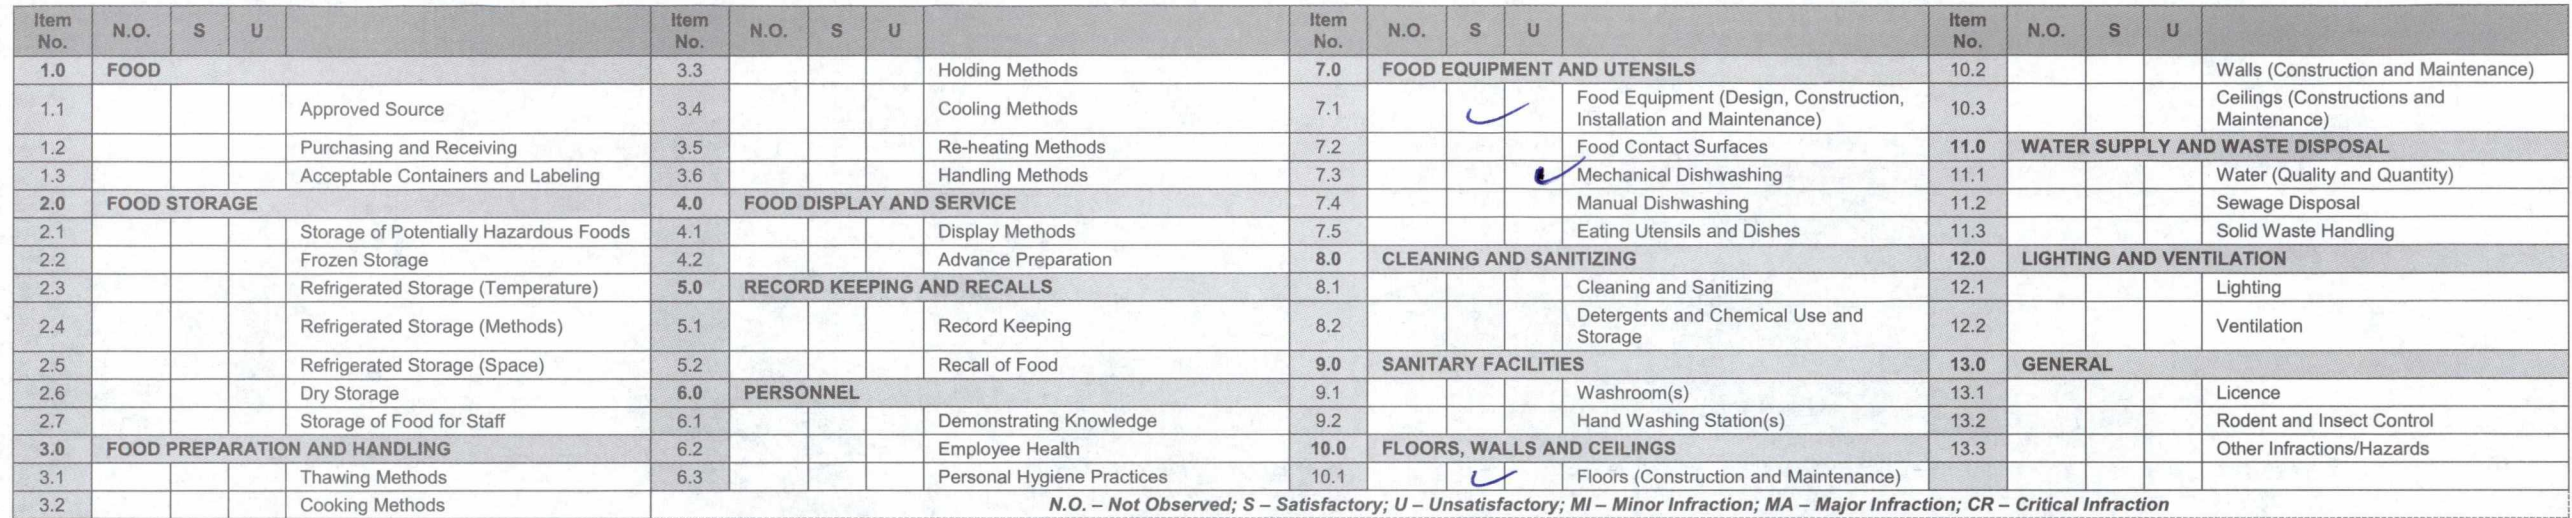 Item No. N.O. S U Item No. N.O. S U Item No. N.O. S U Item No. N.O. S U
1.0 FOOD 3.3 Holding Methods 7.0 FOOD EQUIPMENT AND UTENSILS 10.2 Walls (Construction and Maintenance)
1.1 Approved Source 3.4 Cooling Methods 7.1 ✓ Food Equipment (Design, Construction, Installation and Maintenance) 10.3 Ceilings (Constructions and Maintenance)
1.2 Purchasing and Receiving 3.5 Re-heating Methods 7.2 Food Contact Surfaces 11.0 WATER SUPPLY AND WASTE DISPOSAL
1.3 Acceptable Containers and Labeling 3.6 Handling Methods 7.3 ✓ Mechanical Dishwashing 11.1 Water (Quality and Quantity)
2.0 FOOD STORAGE 4.0 FOOD DISPLAY AND SERVICE 7.4 Manual Dishwashing 11.2 Sewage Disposal
2.1 Storage of Potentially Hazardous Foods 4.1 Display Methods 7.5 Eating Utensils and Dishes 11.3 Solid Waste Handling
2.2 Frozen Storage 4.2 Advance Preparation 8.0 CLEANING AND SANITIZING 12.0 LIGHTING AND VENTILATION
2.3 Refrigerated Storage (Temperature) 5.0 RECORD KEEPING AND RECALLS 8.1 Cleaning and Sanitizing 12.1 Lighting
2.4 Refrigerated Storage (Methods) 5.1 Record Keeping 8.2 Detergents and Chemical Use and Storage 12.2 Ventilation
2.5 Refrigerated Storage (Space) 5.2 Recall of Food 9.0 SANITARY FACILITIES 13.0 GENERAL
2.6 Dry Storage 6.0 PERSONNEL 9.1 Washroom(s) 13.1 Licence
2.7 Storage of Food for Staff 6.1 Demonstrating Knowledge 9.2 Hand Washing Station(s) 13.2 Rodent and Insect Control
3.0 FOOD PREPARATION AND HANDLING 6.2 Employee Health 10.0 FLOORS, WALLS AND CEILINGS 13.3 Other Infractions/Hazards
3.1 Thawing Methods 6.3 Personal Hygiene Practices 10.1 ✓ Floors (Construction and Maintenance)
3.2 Cooking Methods N.O. – Not Observed; S – Satisfactory; U – Unsatisfactory; MI – Minor Infraction; MA – Major Infraction; CR – Critical Infraction